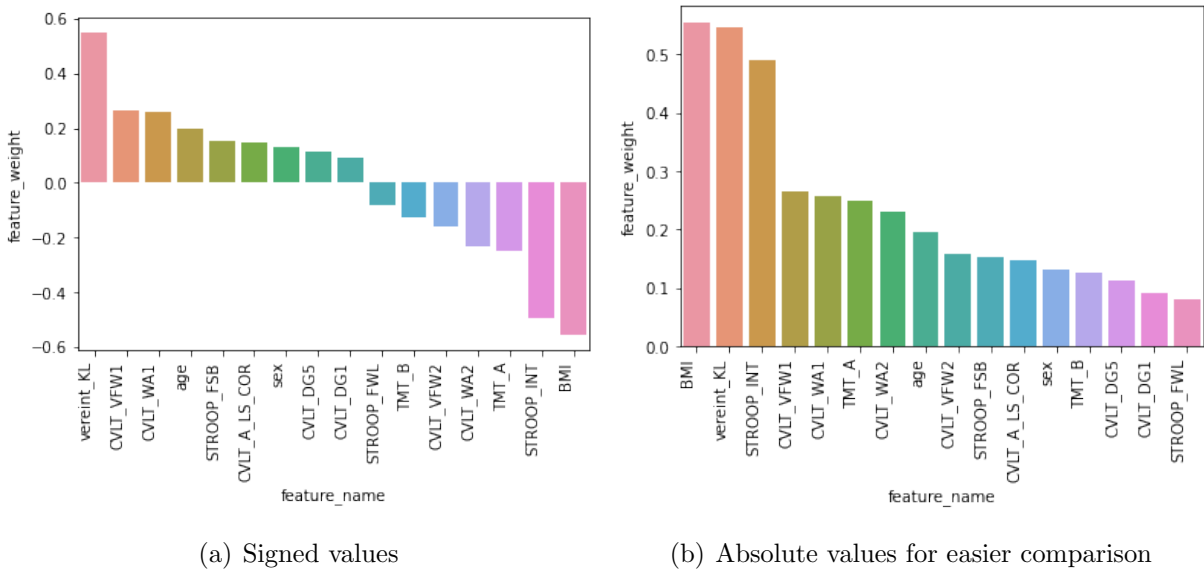 0.6
0.4
0.2
0.0
−0.2
−0.4
−0.6
feature_weight
vereint_KL
CVLT_VFW1
CVLT_WA1
age
STROOP_FSB
CVLT_A_LS_COR
sex
CVLT_DG5
CVLT_DG1
STROOP_FWL
TMT_B
CVLT_VFW2
CVLT_WA2
TMT_A
STROOP_INT
BMI
feature_name
(a) Signed values
0.5
0.4
0.3
0.2
0.1
0.0
feature_weight
BMI
vereint_KL
STROOP_INT
CVLT_VFW1
CVLT_WA1
TMT_A
CVLT_WA2
age
CVLT_VFW2
STROOP_FSB
CVLT_A_LS_COR
sex
TMT_B
CVLT_DG5
CVLT_DG1
STROOP_FWL
feature_name
(b) Absolute values for easier comparison